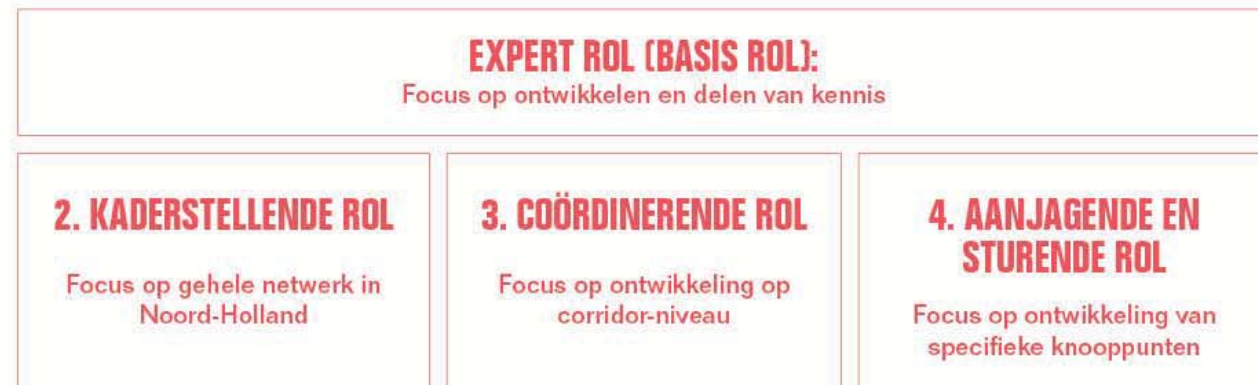 EXPERT ROL (BASIS ROL):
Focus op ontwikkelen en delen van kennis
2. KADERSTELLENDE ROL
Focus op gehele netwerk in
Noord-Holland
3. COÖRDINERENDE ROL
Focus op ontwikkeling op
corridor-niveau
4. AANJAGENDE EN
STURENDE ROL
Focus op ontwikkeling van
specifieke knooppunten